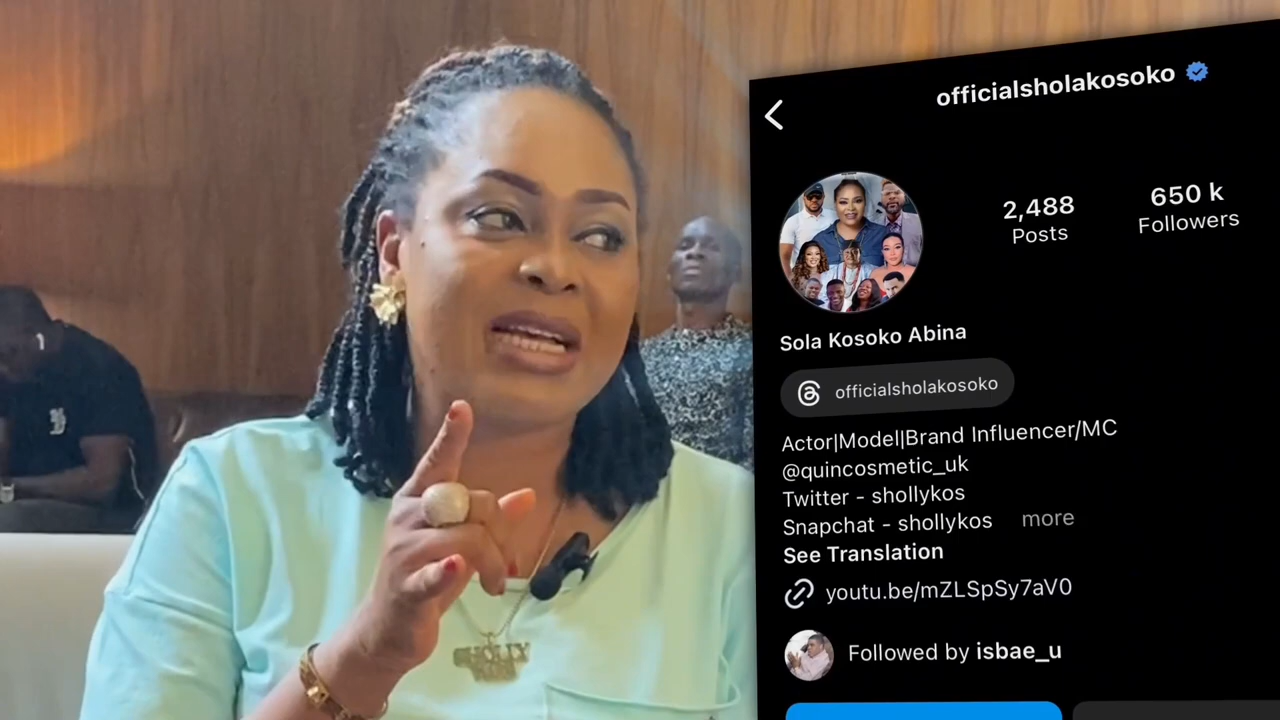 officialsholakosoko
2,488
Posts
650 k
Followers
Sola Kosoko Abina
officialsholakosoko
Actor|Model|Brand Influencer/MC
@quincosmetic_uk
Twitter - shollykos
Snapchat - shollykos more
See Translation
youtu.be/mZLSpSy7aV0
Followed by isbae_u